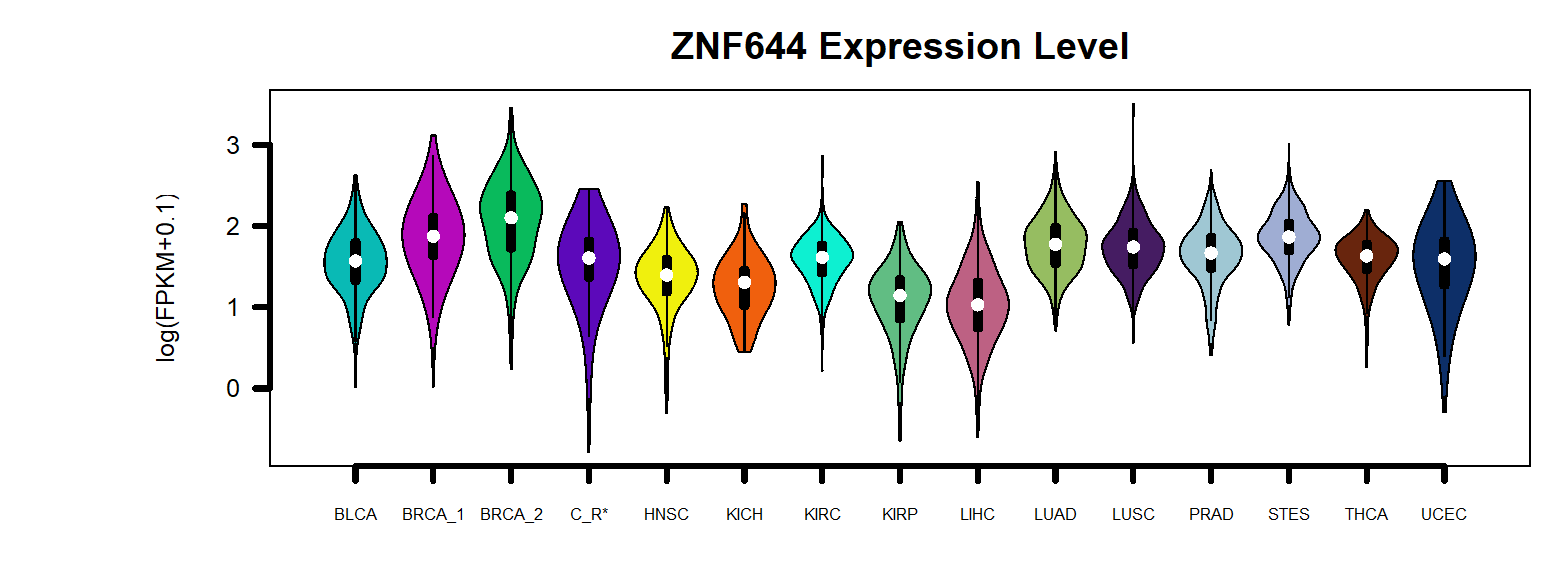 ZNF644 Expression Level
log(FPKM+0.1)
3
2
1
0
BLCA BRCA_1 BRCA_2 C_R* HNSC KICH KIRC KIRP LIHC LUAD LUSC PRAD STES THCA UCEC